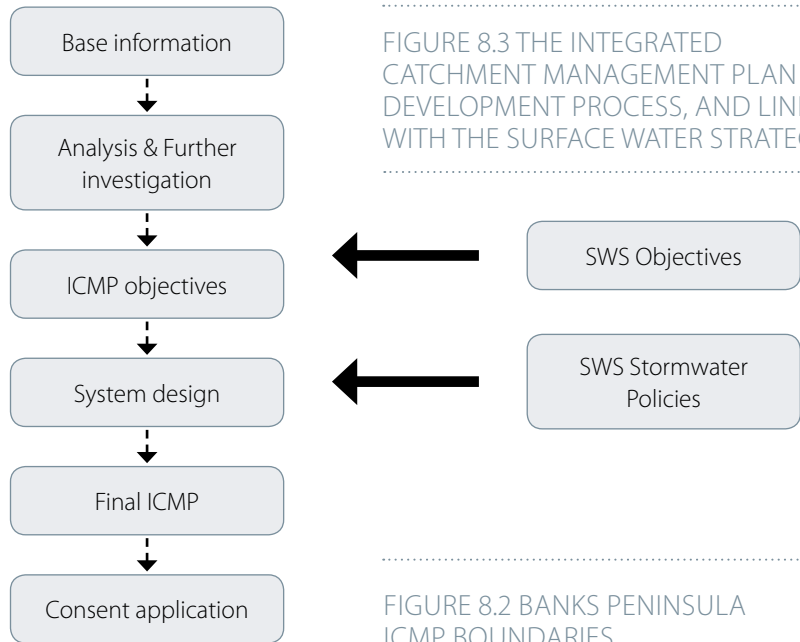 Base information
Analysis & Further
investigation
ICMP objectives
System design
Final ICMP
Consent application
FIGURE 8.3 THE INTEGRATED
CATCHMENT MANAGEMENT PLAN
DEVELOPMENT PROCESS, AND
WITH THE SURFACE WATER
SWS Objectives
SWS Stormwater
Policies
FIGURE 8.2 BANKS PENINSULA
ICMP BOUNDARIES